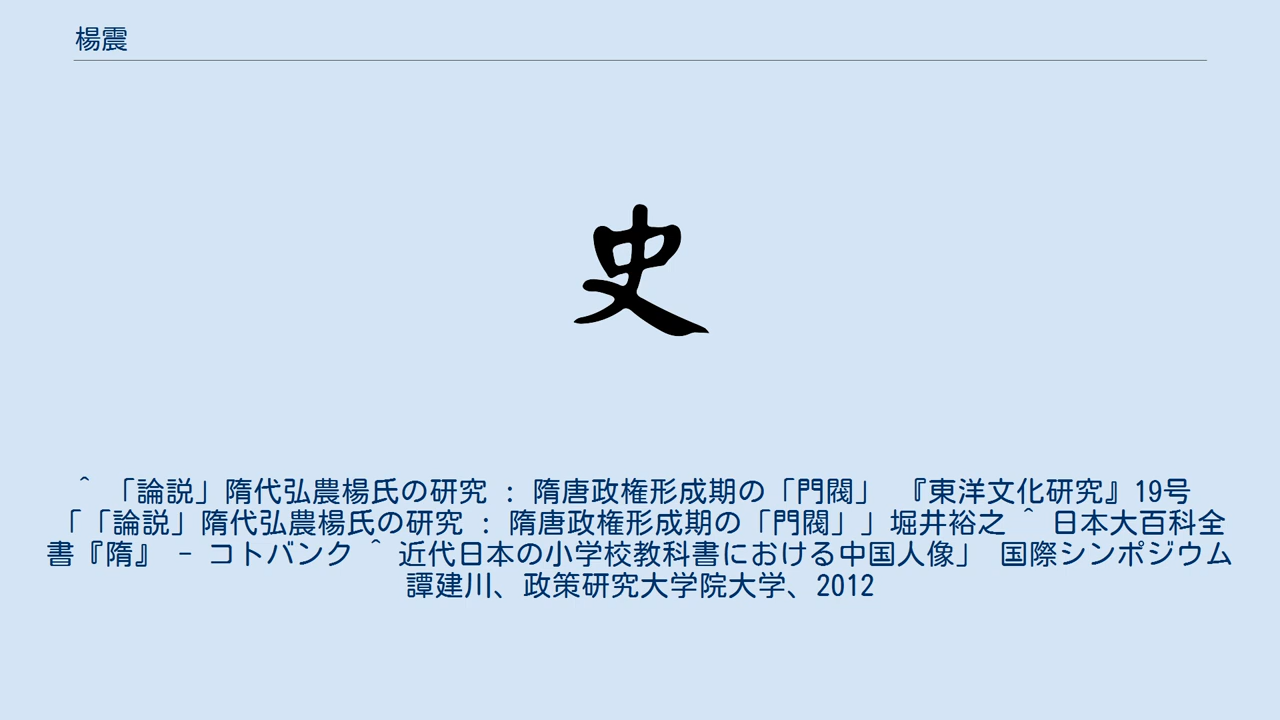 楊震
史
^ 「論説」隋代弘農楊氏の研究 : 隋唐政権形成期の「門閥」 『東洋文化研究』19号
「「論説」隋代弘農楊氏の研究 : 隋唐政権形成期の「門閥」」堀井裕之 ^ 日本大百科全
書『隋』 - コトバンク ^ 近代日本の小学校教科書における中国人像」 国際シンポジウム
譚建川、政策研究大学院大学、2012